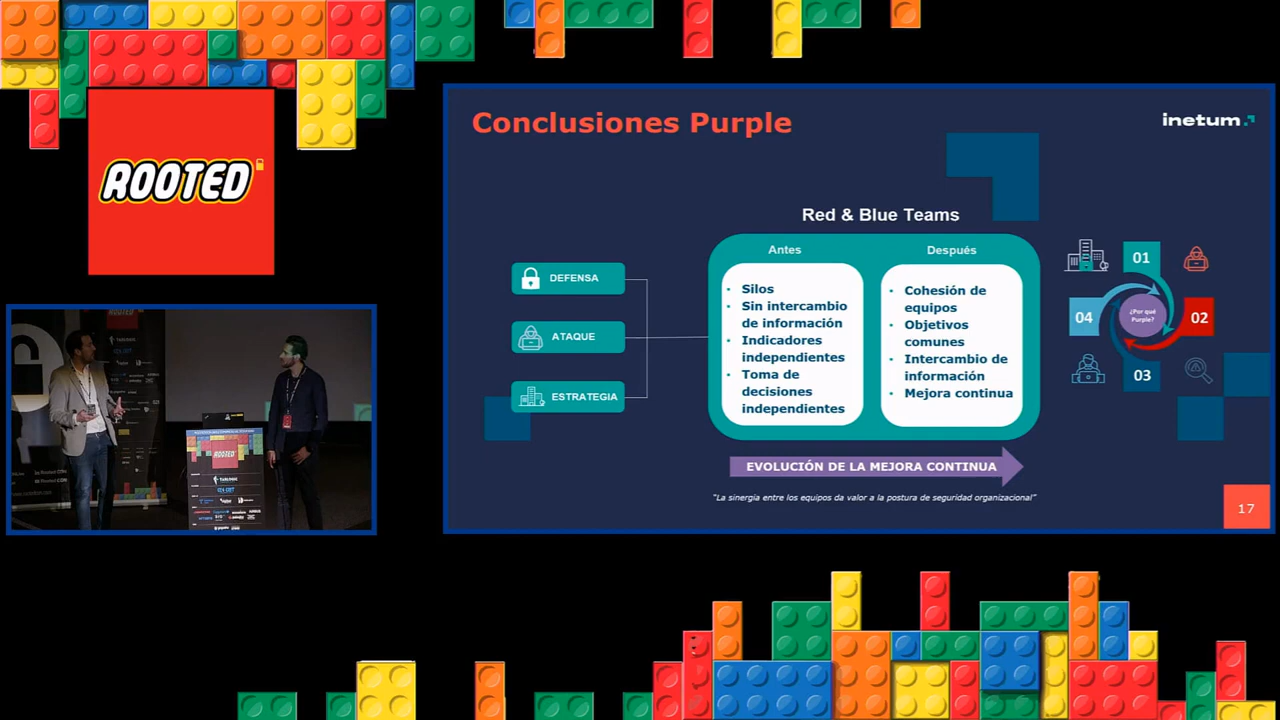 ROOTED
Conclusiones Purple
inetum
Red & Blue Teams
Antes
Después
DEFENSA
ATAQUE
ESTRATEGIA
• Silos
• Sin intercambio
de información
• Indicadores
independientes
• Toma de
decisiones
independientes
• Cohesión de
equipos
• Objetivos
comunes
• Intercambio de
información
• Mejora continua
01
02
03
04
¿Por qué
Purple?
EVOLUCIÓN DE LA MEJORA CONTINUA
"La sinergia entre los equipos da valor a la postura de seguridad organizacional"
17
ROOTED
TARLOGIC